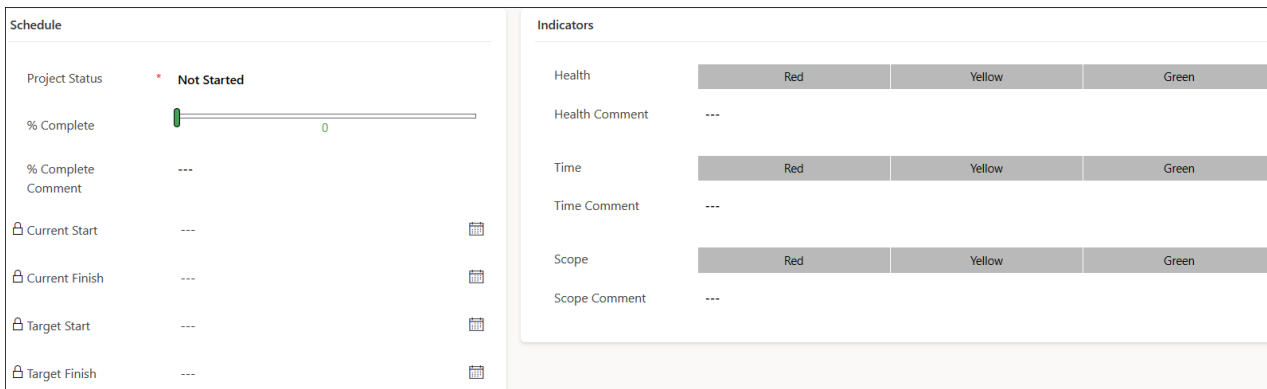 Schedule
Project Status * Not Started
% Complete 0
% Complete
Comment ---
Current Start ---
Current Finish ---
Target Start ---
Target Finish ---
Indicators
Health Red Yellow Green
Health Comment ---
Time Red Yellow Green
Time Comment ---
Scope Red Yellow Green
Scope Comment ---